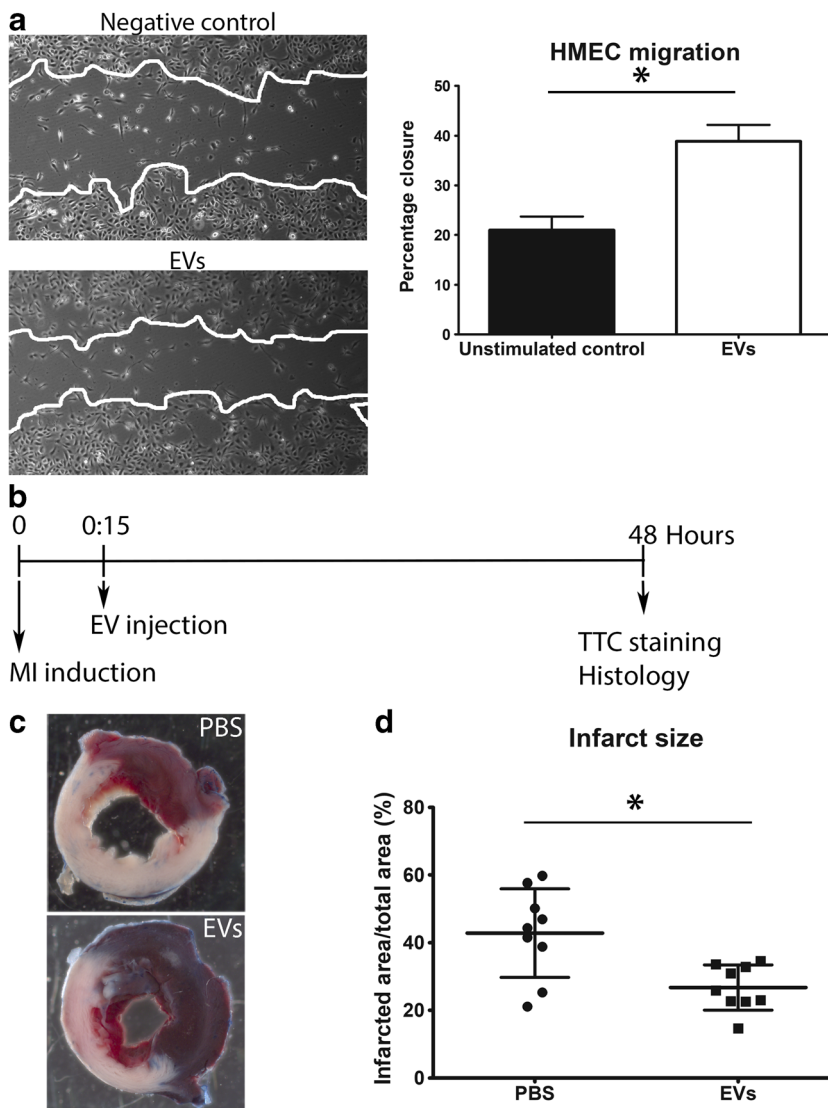 a
Negative control
EVs
HMEC migration
*
Percentage closure
50
40
30
20
10
0
Unstimulated control
EVs
b
0
0:15
48 Hours
EV injection
MI induction
TTC staining
Histology
c
PBS
EVs
d
Infarct size
*
Infarcted area/total area (%)
80
60
40
20
0
PBS
EVs